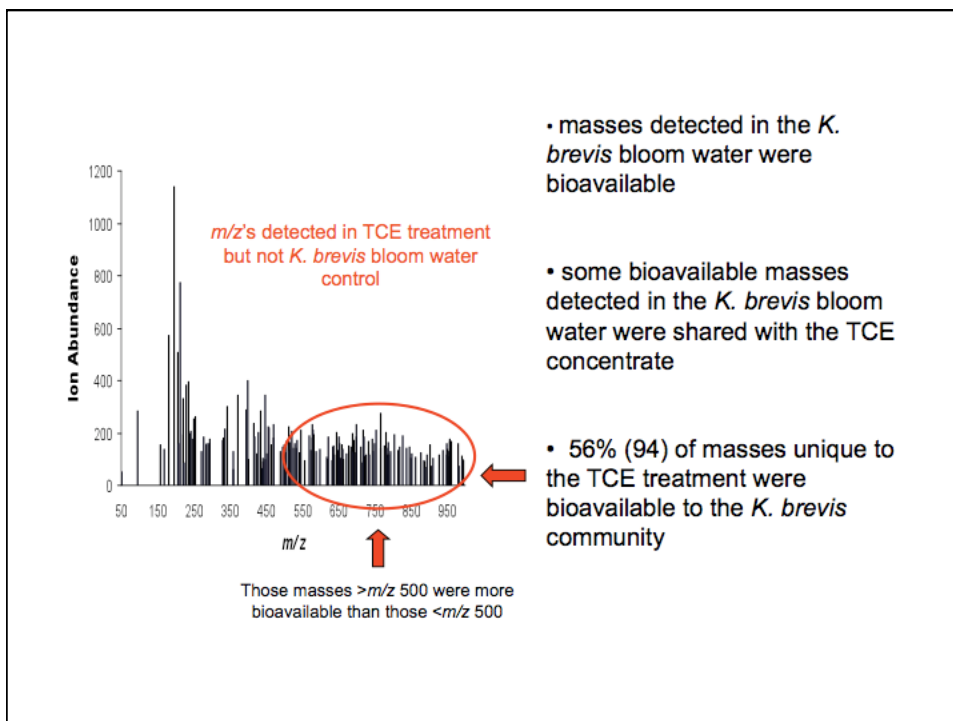 • masses detected in the K.
brevis bloom water were
bioavailable
1200
1000
800
600
400
200
0
Ion Abundance
m/z's detected in TCE treatment
but not K. brevis bloom water
control
50 150 250 350 450 550 650 750 850 950
m/z
Those masses >m/z 500 were more
bioavailable than those <m/z 500
• some bioavailable masses
detected in the K. brevis bloom
water were shared with the TCE
concentrate
• 56% (94) of masses unique to
the TCE treatment were
bioavailable to the K. brevis
community